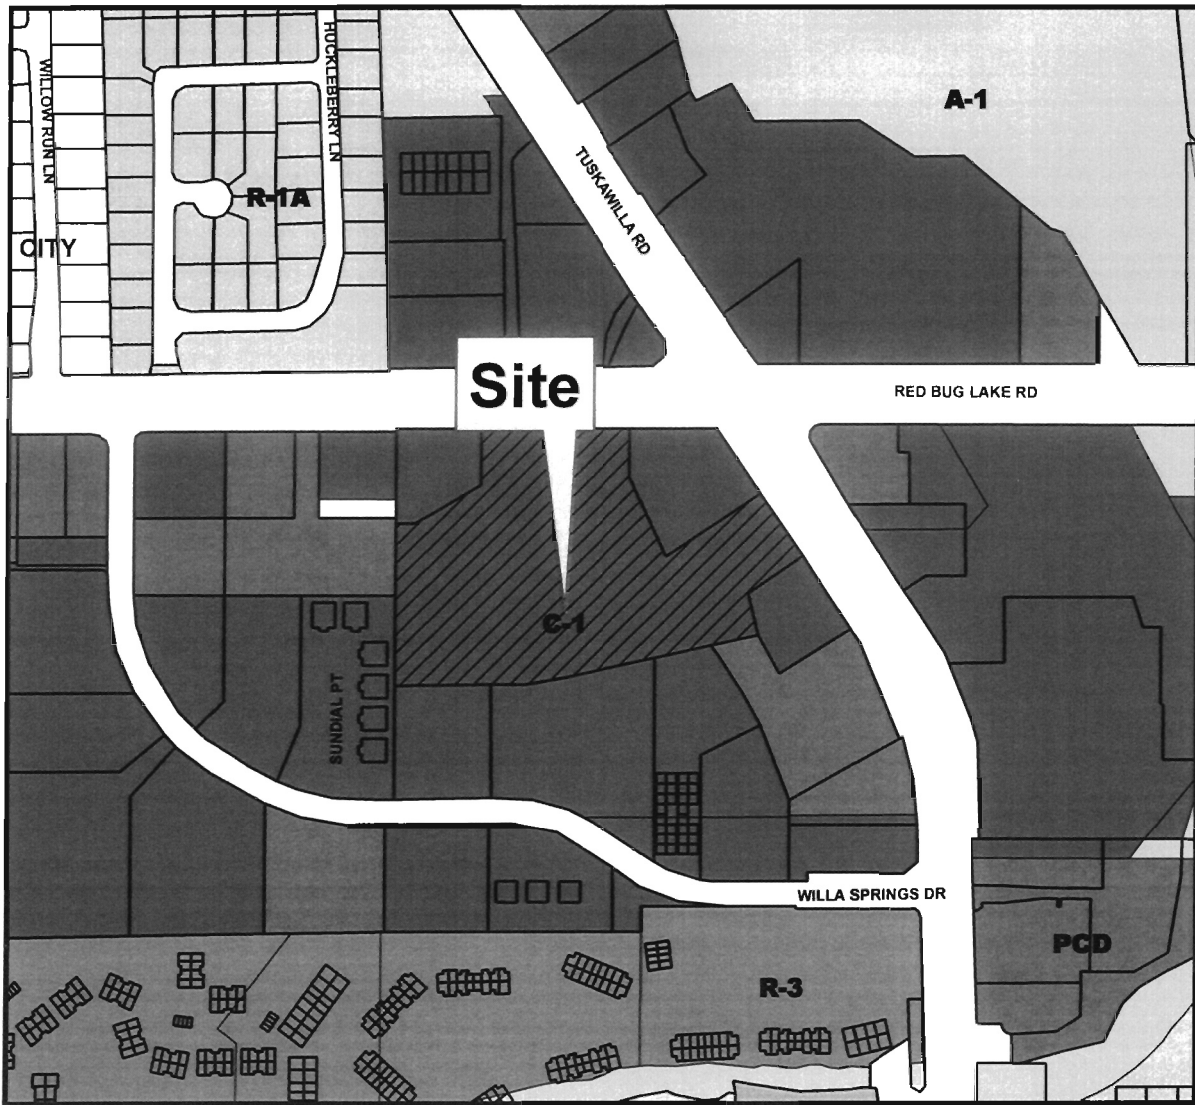 HUCKLEBERRY LN
WILLOW RUN LN
A-1
TUSKAWILLA RD
R-1A
CITY
Site
RED BUG LAKE RD
C-1
SUNDIAL PT
WILLA SPRINGS DR
PCD
R-3